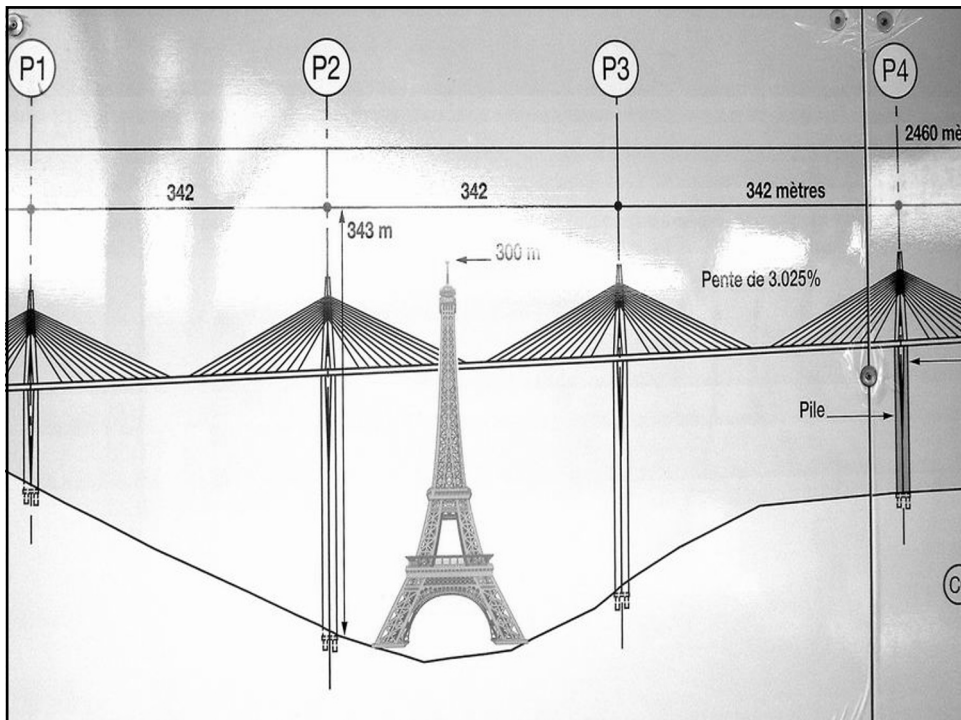 P1
P2
P3
P4
2460 mè
342
342
342 mètres
343 m
300 m
Pente de 3.025%
Pile
C